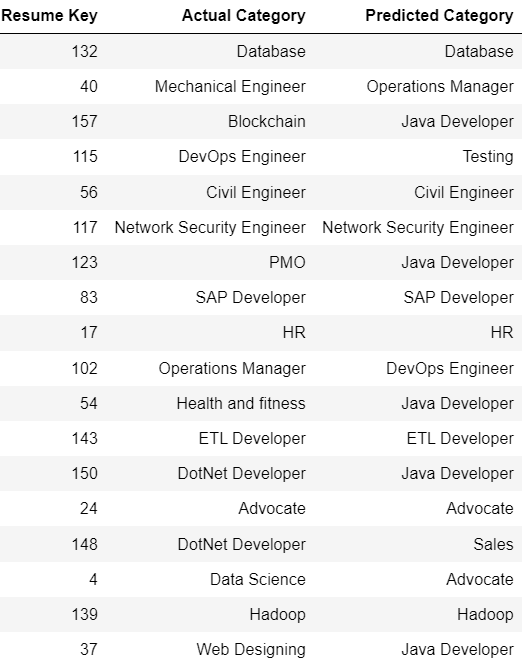 Resume Key Actual Category Predicted Category
132 Database Database
40 Mechanical Engineer Operations Manager
157 Blockchain Java Developer
115 DevOps Engineer Testing
56 Civil Engineer Civil Engineer
117 Network Security Engineer Network Security Engineer
123 PMO Java Developer
83 SAP Developer SAP Developer
17 HR HR
102 Operations Manager DevOps Engineer
54 Health and fitness Java Developer
143 ETL Developer ETL Developer
150 DotNet Developer Java Developer
24 Advocate Advocate
148 DotNet Developer Sales
4 Data Science Advocate
139 Hadoop Hadoop
37 Web Designing Java Developer